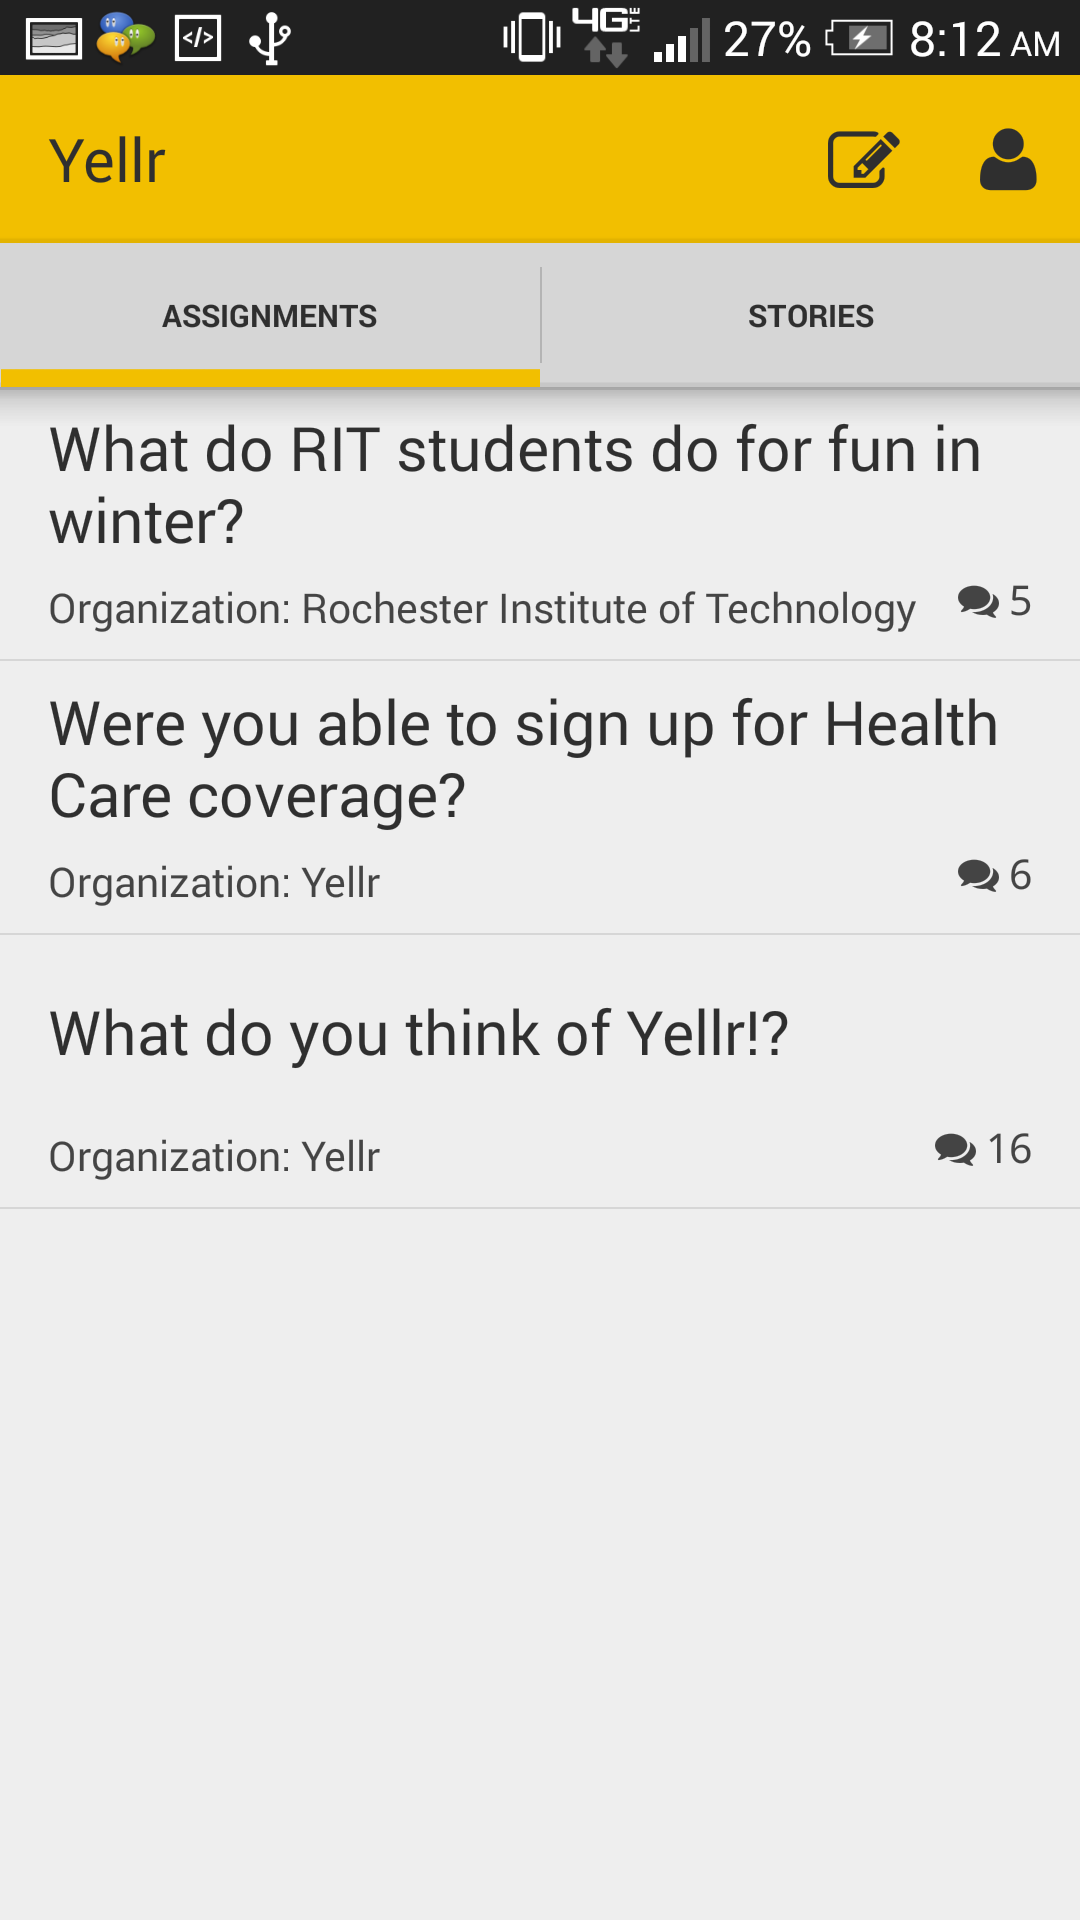 </> 4G LTE 27% 8:12 AM
Yellr
ASSIGNMENTS STORIES
What do RIT students do for fun in
winter?
Organization: Rochester Institute of Technology 5
Were you able to sign up for Health
Care coverage?
Organization: Yellr 6
What do you think of Yellr!?
Organization: Yellr 16